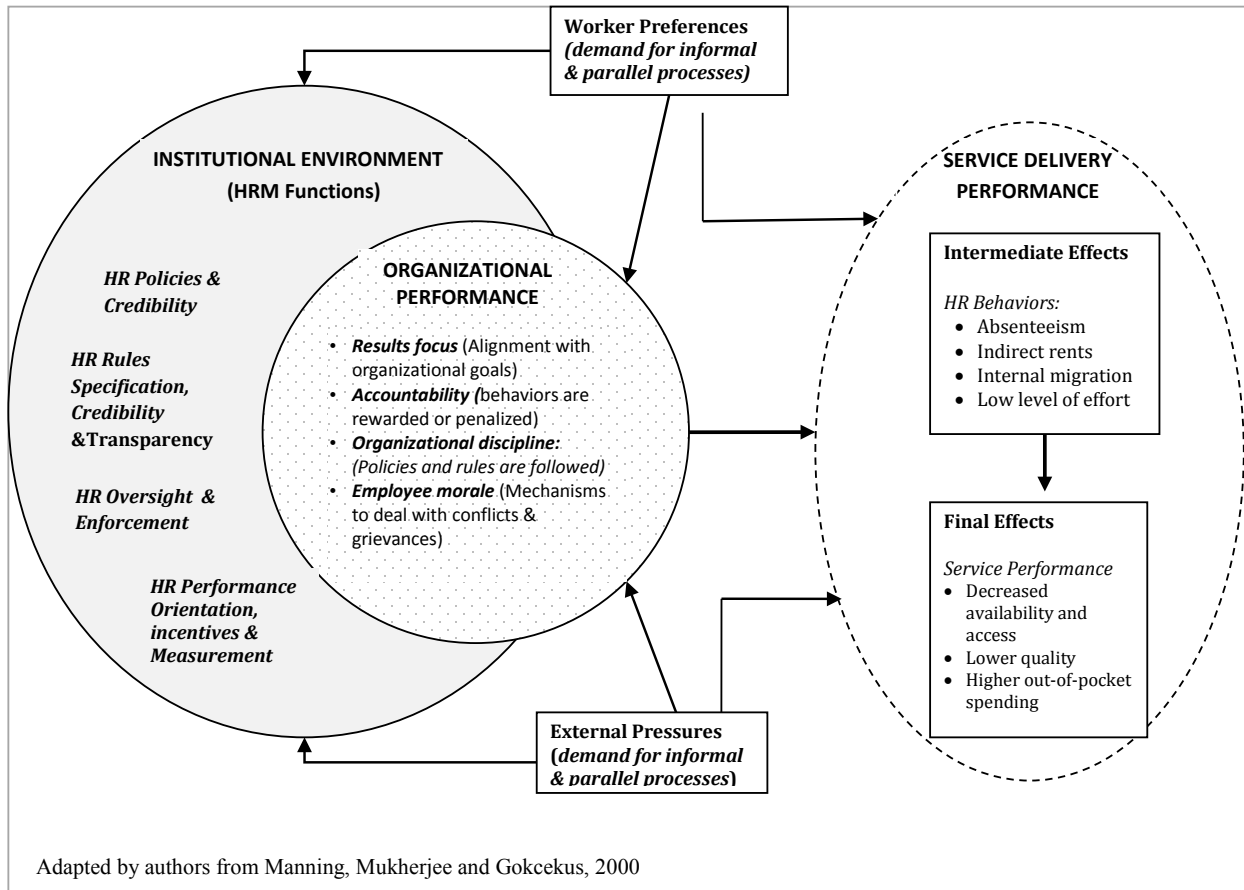 Worker Preferences
(demand for informal
& parallel processes)
INSTITUTIONAL ENVIRONMENT
(HRM Functions)
HR Policies &
Credibility
HR Rules
Specification,
Credibility
&Transparency
HR Oversight &
Enforcement
HR Performance
Orientation,
incentives &
Measurement
ORGANIZATIONAL
PERFORMANCE
• Results focus (Alignment with
organizational goals)
• Accountability (behaviors are
rewarded or penalized)
• Organizational discipline:
(Policies and rules are followed)
• Employee morale (Mechanisms
to deal with conflicts &
grievances)
External Pressures
(demand for informal
& parallel processes)
SERVICE DELIVERY
PERFORMANCE
Intermediate Effects
HR Behaviors:
• Absenteeism
• Indirect rents
• Internal migration
• Low level of effort
Final Effects
Service Performance
• Decreased
availability and
access
• Lower quality
• Higher out-of-pocket
spending
Adapted by authors from Manning, Mukherjee and Gokcekus, 2000